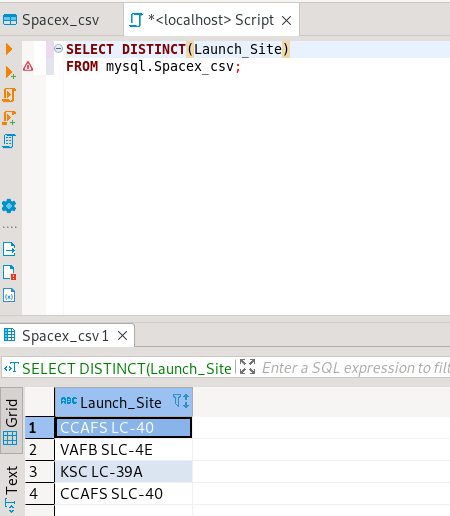 Spacex_csv
*<localhost> Script
SELECT DISTINCT(Launch_Site)
FROM mysql.Spacex_csv;
Spacex_csv 1
SELECT DISTINCT(Launch_Site
Enter a SQL expression to filt
Grid
Text
ABC Launch_Site
1 CCAFS LC-40
2 VAFB SLC-4E
3 KSC LC-39A
4 CCAFS SLC-40